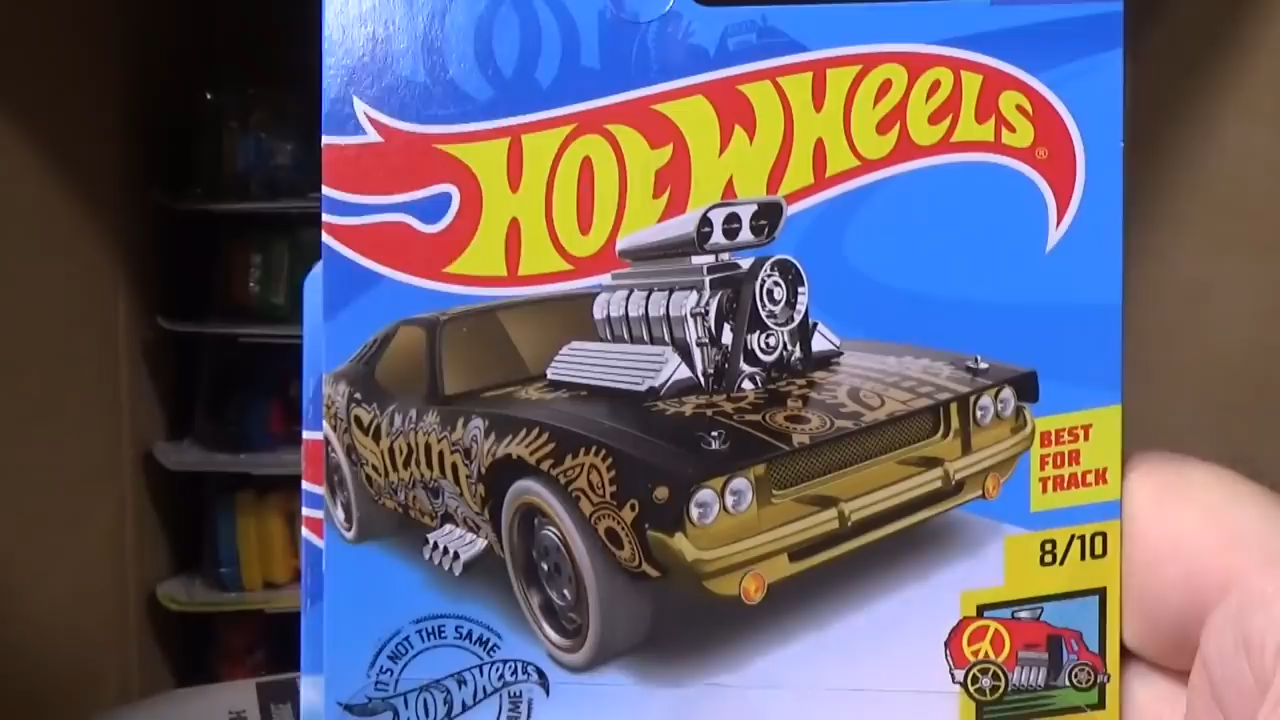 HOT WHEELS®
Steam
BEST
FOR
TRACK
8/10
IT'S NOT THE SAME
HOT WHEELS